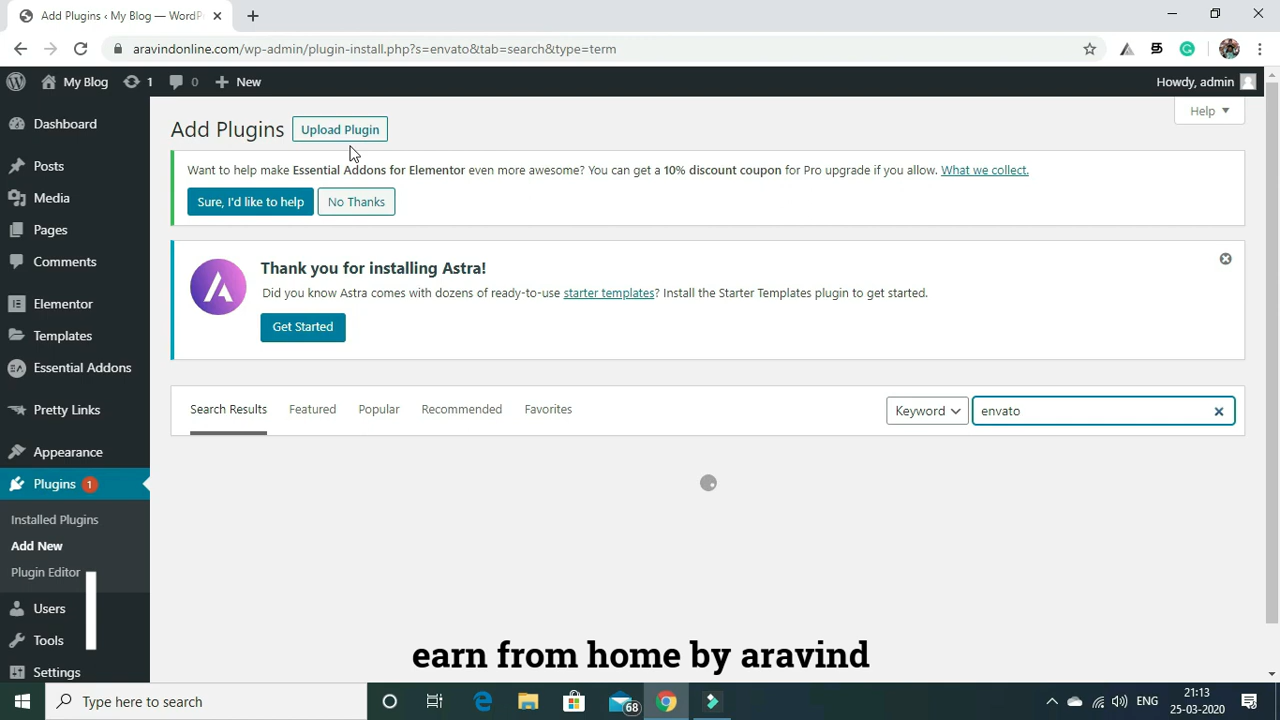 Add Plugins ‹ My Blog — WordP
aravindonline.com/wp-admin/plugin-install.php?s=envato&tab=search&type=term
My Blog
1
0
New
Howdy, admin
Dashboard
Posts
Media
Pages
Comments
Elementor
Templates
Essential Addons
Pretty Links
Appearance
Plugins 1
Installed Plugins
Add New
Plugin Editor
Users
Tools
Settings
Add Plugins
Upload Plugin
Help
Want to help make Essential Addons for Elementor even more awesome? You can get a 10% discount coupon for Pro upgrade if you allow. What we collect.
Sure, I'd like to help
No Thanks
Thank you for installing Astra!
Did you know Astra comes with dozens of ready-to-use starter templates? Install the Starter Templates plugin to get started.
Get Started
Search Results
Featured
Popular
Recommended
Favorites
Keyword
envato
earn from home by aravind
Type here to search
68
ENG
21:13
25-03-2020